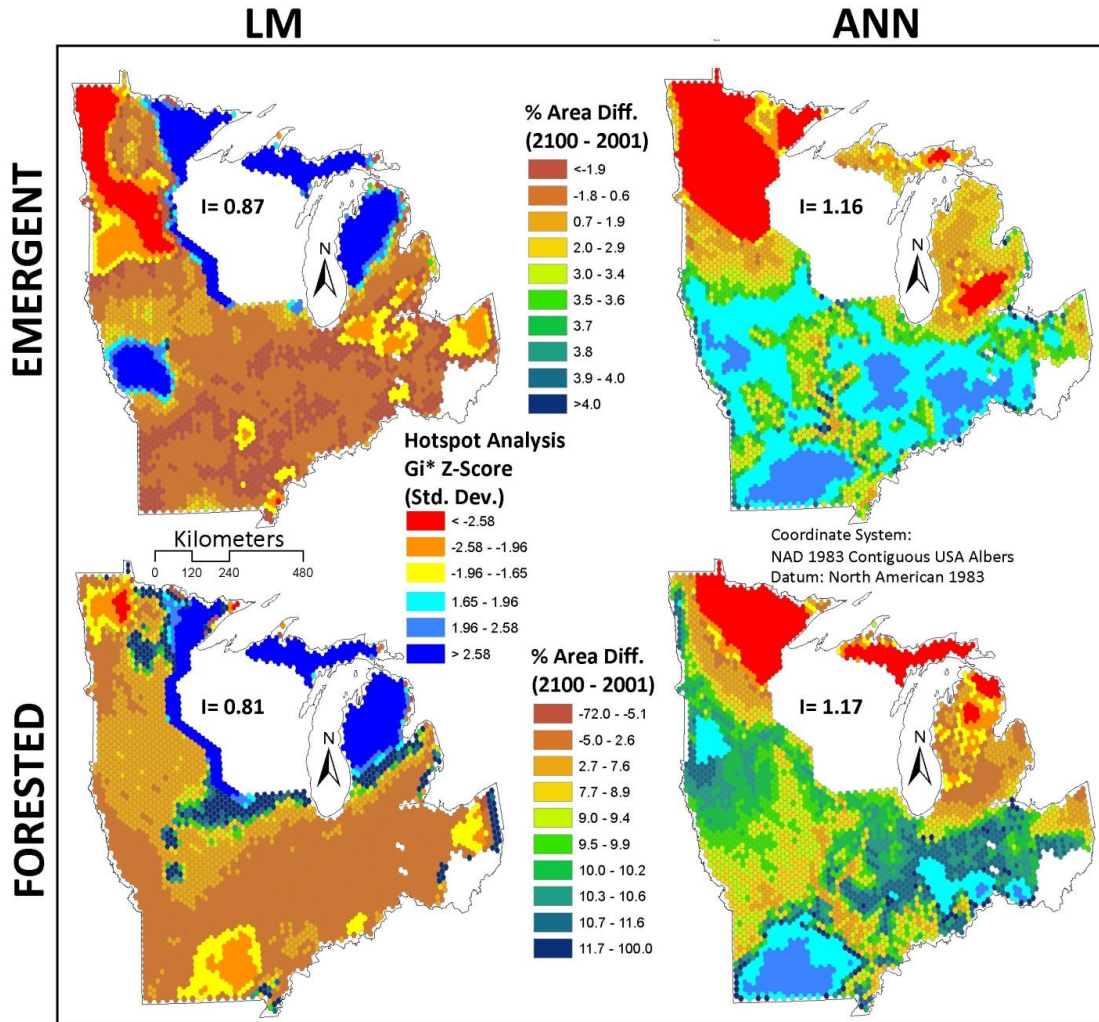 LM
ANN
EMERGENT
FORESTED
I= 0.87
N
% Area Diff.
(2100 - 2001)
<-1.9
-1.8 - 0.6
0.7 - 1.9
2.0 - 2.9
3.0 - 3.4
3.5 - 3.6
3.7
3.8
3.9 - 4.0
>4.0
I= 1.16
N
Hotspot Analysis
Gi* Z-Score
(Std. Dev.)
< -2.58
-2.58 - -1.96
-1.96 - -1.65
1.65 - 1.96
1.96 - 2.58
> 2.58
Kilometers
0 120 240 480
Coordinate System:
NAD 1983 Contiguous USA Albers
Datum: North American 1983
I= 0.81
N
% Area Diff.
(2100 - 2001)
-72.0 - -5.1
-5.0 - 2.6
2.7 - 7.6
7.7 - 8.9
9.0 - 9.4
9.5 - 9.9
10.0 - 10.2
10.3 - 10.6
10.7 - 11.6
11.7 - 100.0
I= 1.17
N